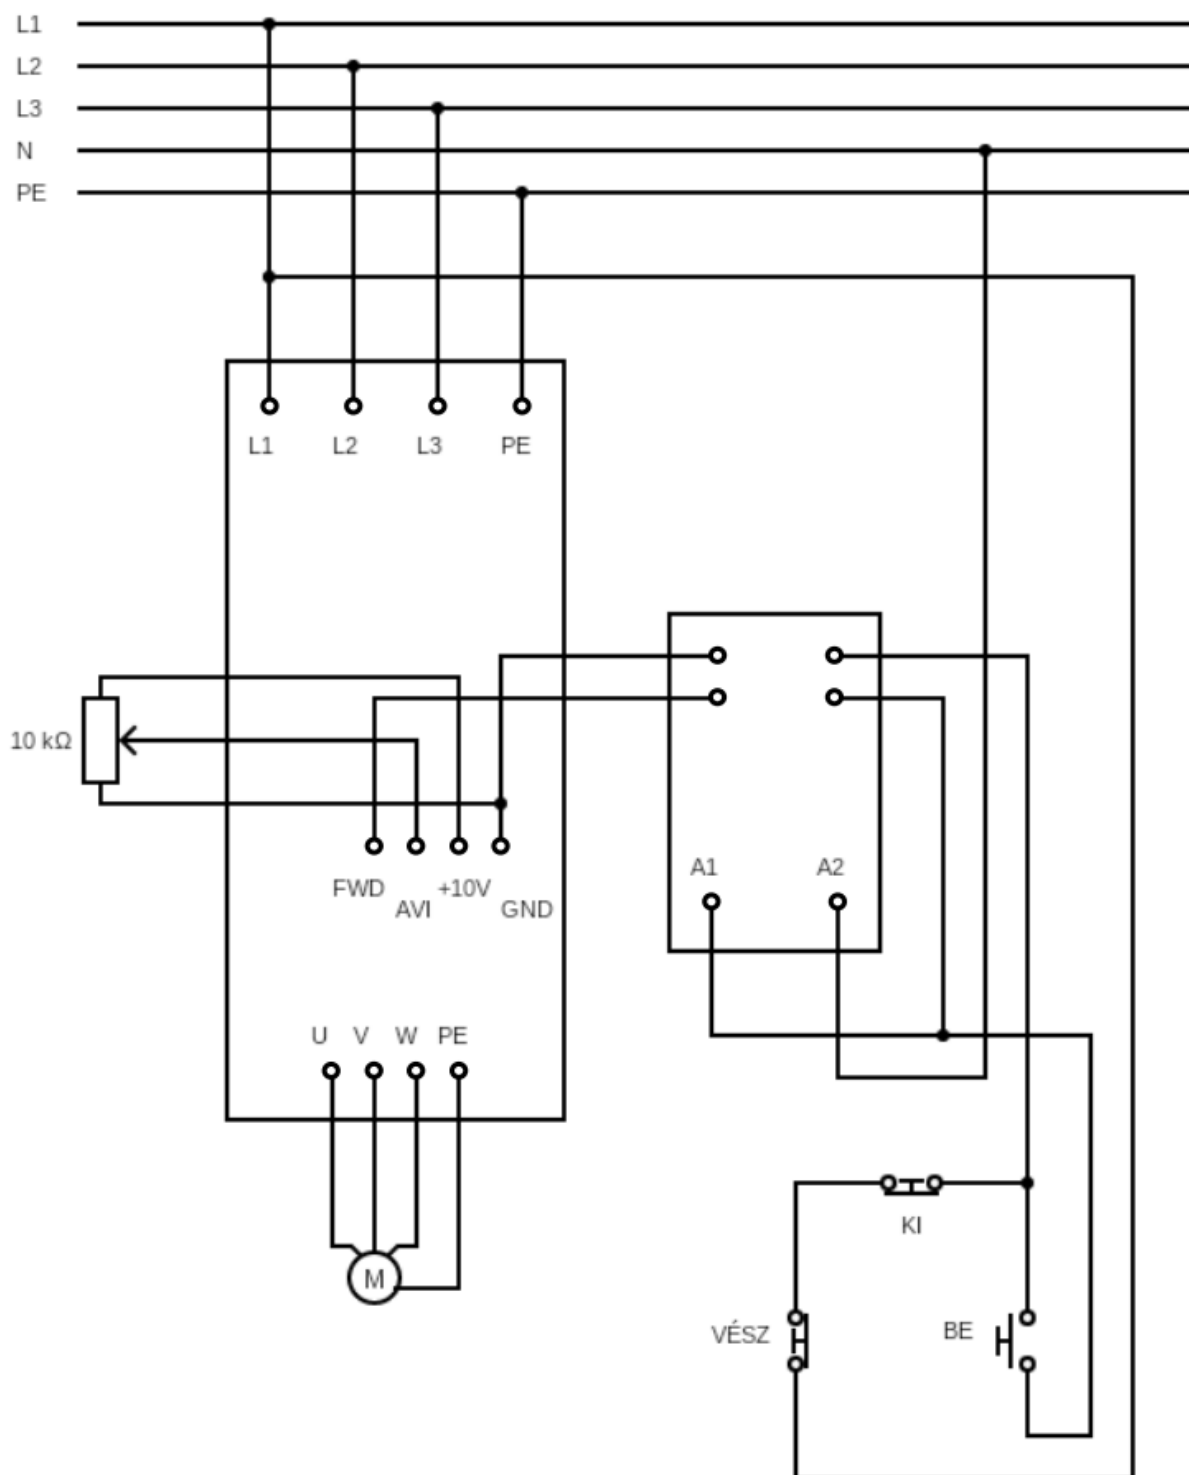 L1
L2
L3
N
PE
L1 L2 L3 PE
10 kΩ
A1 A2
FWD AVI +10V GND
U V W PE
KI
M
VÉSZ BE